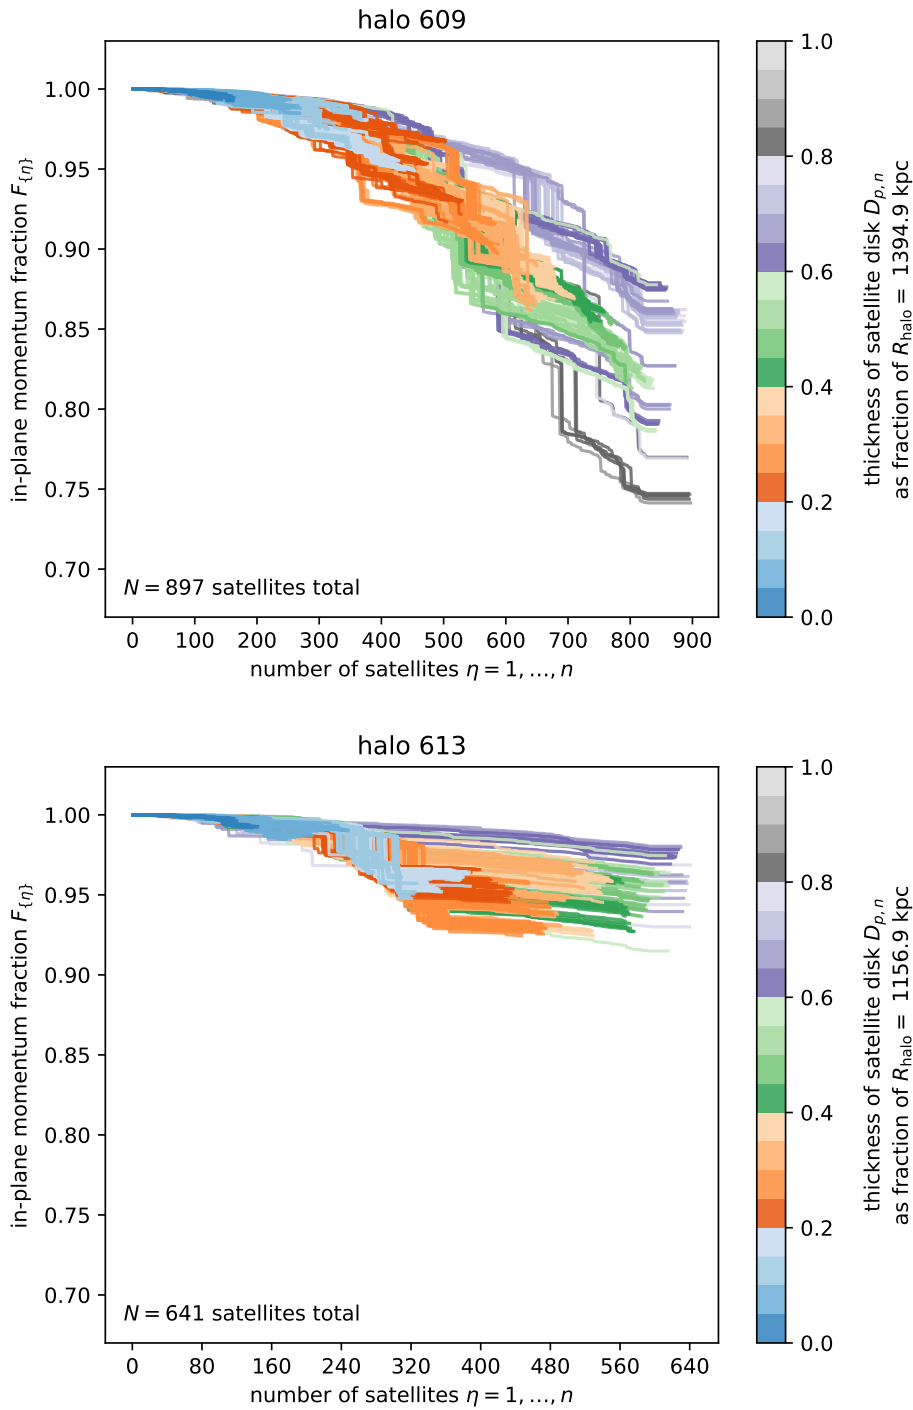 halo 609
1.00
0.95
0.90
0.85
0.80
0.75
0.70
in-plane momentum fraction F_{η}
N = 897 satellites total
0 100 200 300 400 500 600 700 800 900
number of satellites η = 1, ..., n
1.0
0.8
0.6
0.4
0.2
0.0
thickness of satellite disk D_{p,n}
as fraction of R_halo = 1394.9 kpc
halo 613
1.00
0.95
0.90
0.85
0.80
0.75
0.70
in-plane momentum fraction F_{η}
N = 641 satellites total
0 80 160 240 320 400 480 560 640
number of satellites η = 1, ..., n
1.0
0.8
0.6
0.4
0.2
0.0
thickness of satellite disk D_{p,n}
as fraction of R_halo = 1156.9 kpc